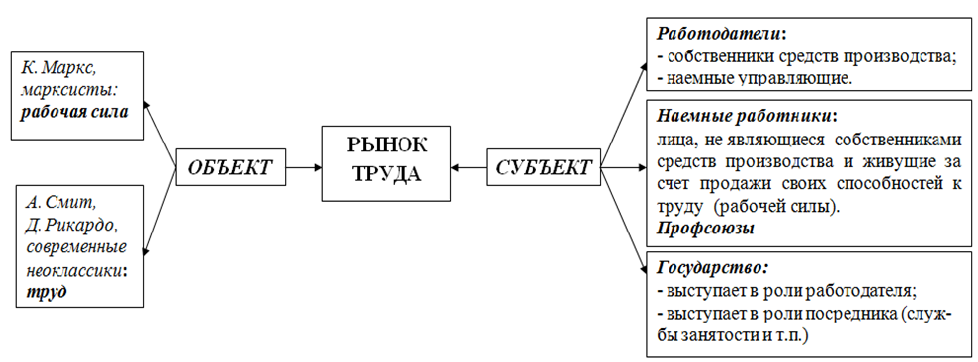 К. Маркс,
марксисты:
рабочая сила
А. Смит,
Д. Рикардо,
современные
неоклассики:
труд
ОБЪЕКТ
РЫНОК
ТРУДА
СУБЪЕКТ
Работодатели:
- собственники средств производства;
- наемные управляющие.
Наемные работники:
лица, не являющиеся собственниками
средств производства и живущие за
счет продажи своих способностей к
труду (рабочей силы).
Профсоюзы
Государство:
- выступает в роли работодателя;
- выступает в роли посредника (служ-
бы занятости и т.п.)